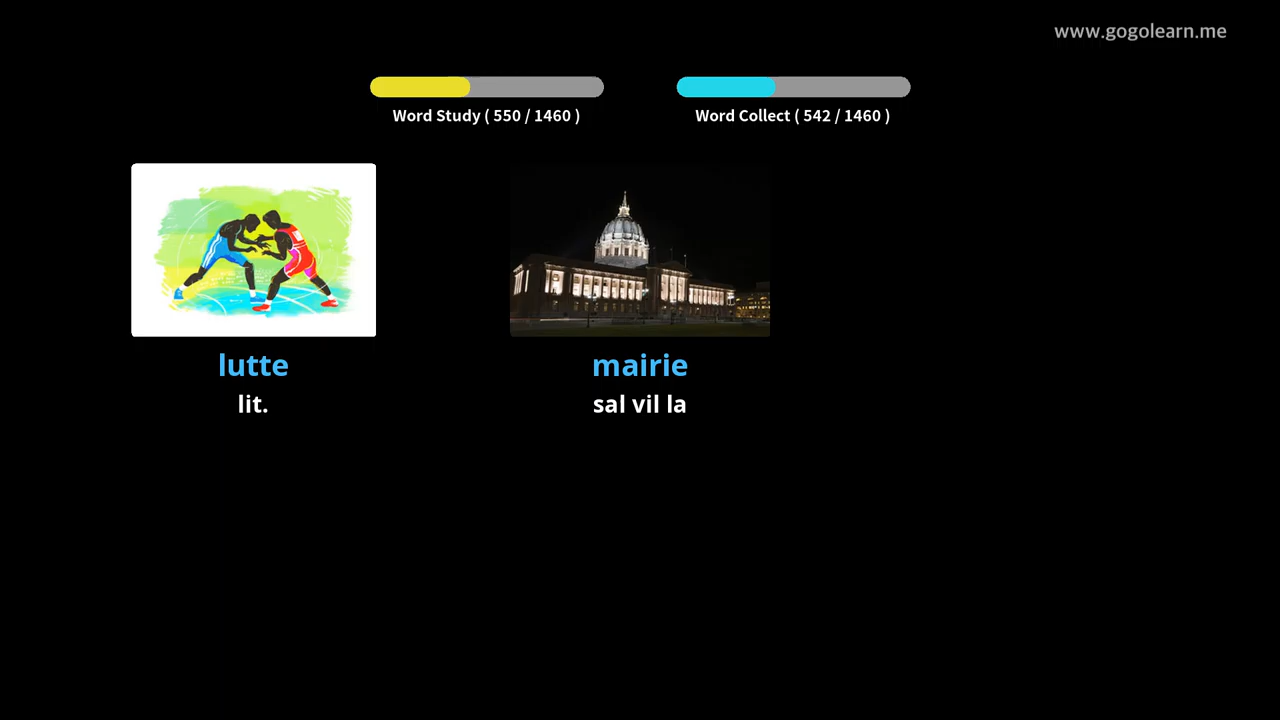 www.gogolearn.me
Word Study ( 550 / 1460 )
Word Collect ( 542 / 1460 )
lutte
lit.
mairie
sal vil la